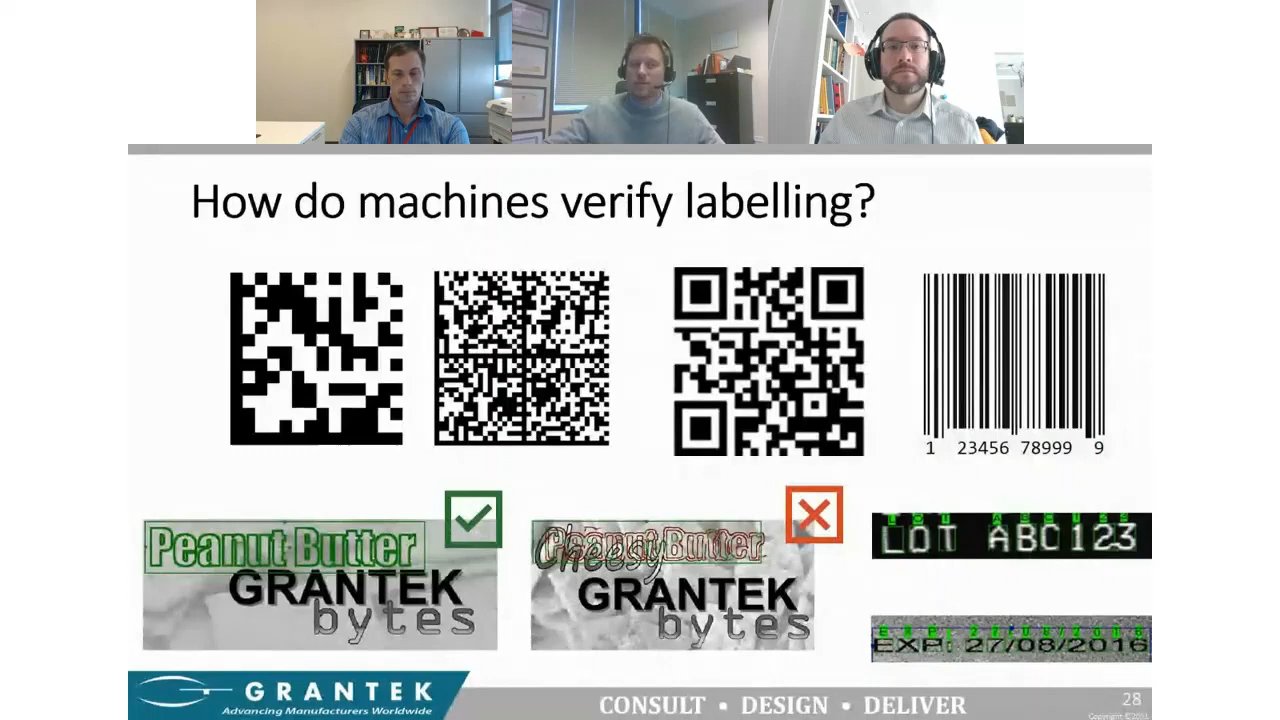 How do machines verify labelling?
1 23456 78999 9
Peanut Butter
GRANTEK
bytes
Cheesy
Peanut Butter
GRANTEK
bytes
LOT ABC123
EXP: 27/08/2016
GRANTEK
Advancing Manufacturers Worldwide
CONSULT • DESIGN • DELIVER
28